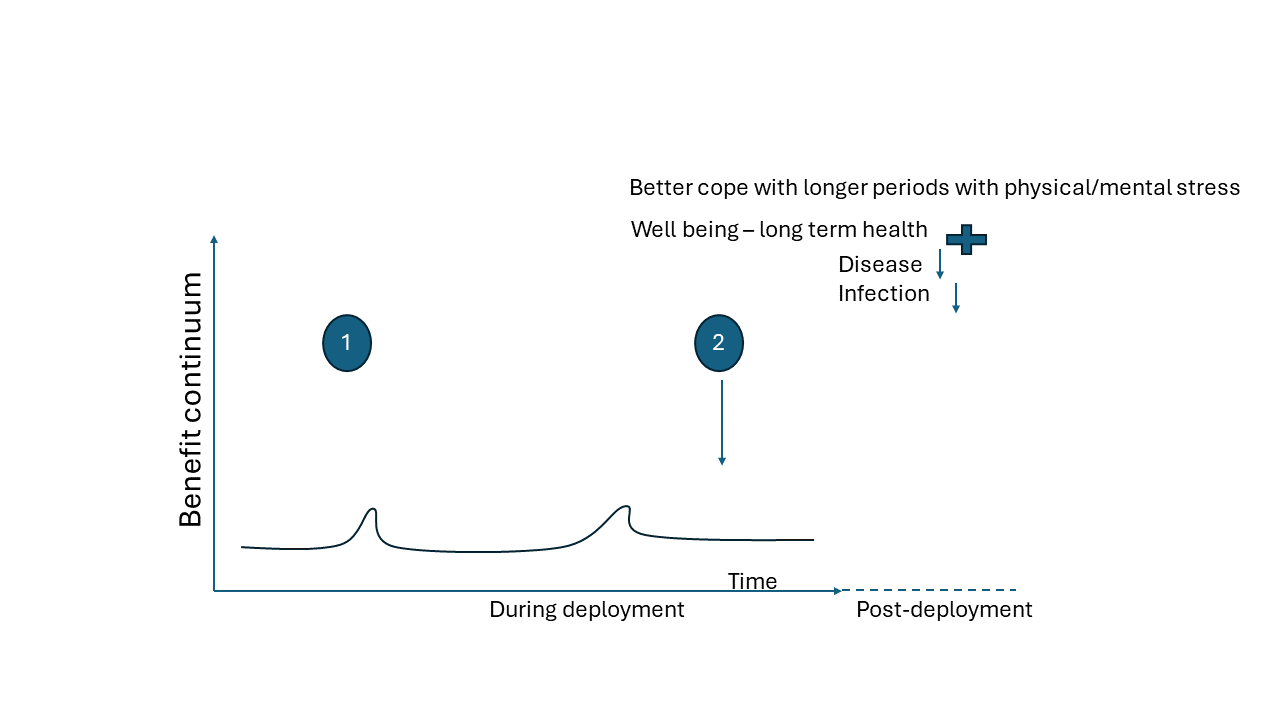 Better cope with longer periods with physical/mental stress
Well being – long term health
Disease
Infection
Benefit continuum
1
2
Time
During deployment
Post-deployment